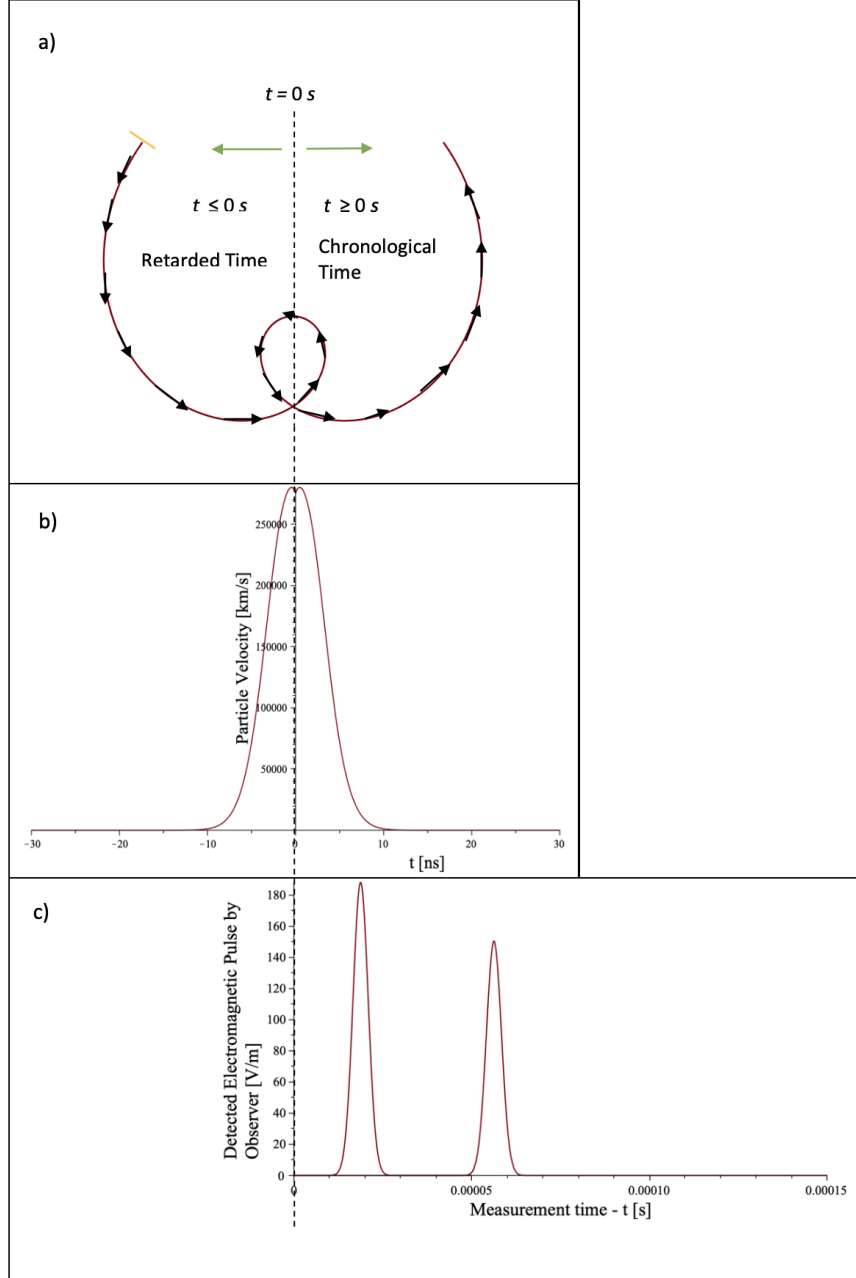 a)
t = 0 s
t ≤ 0 s
t ≥ 0 s
Retarded Time
Chronological
Time
b)
Particle Velocity [km/s]
250000
200000
150000
100000
50000
−30
−20
−10
0
10
20
30
t [ns]
c)
Detected Electromagnetic Pulse by
Observer [V/m]
180
160
140
120
100
80
60
40
20
0
0
0.00005
0.00010
0.00015
Measurement time - t [s]